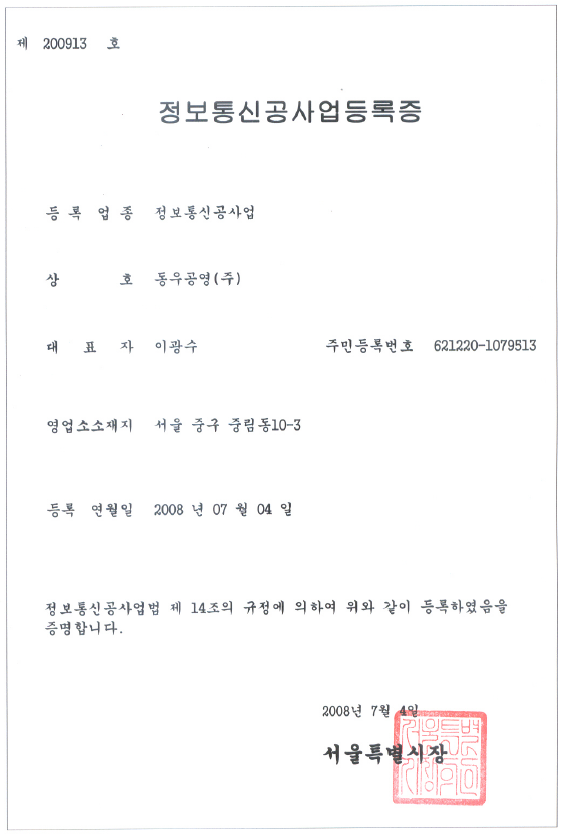 제 200913 호
정보통신공사업등록증
등 록 업 종 정보통신공사업
상 호 동우공영(주)
대 표 자 이광수 주민등록번호 621220-1079513
영업소소재지 서울 중구 중림동10-3
등록 연월일 2008 년 07 월 04 일
정보통신공사업법 제 14조의 규정에 의하여 위와 같이 등록하였음을
증명합니다.
2008년 7월 4일
서울특별시장